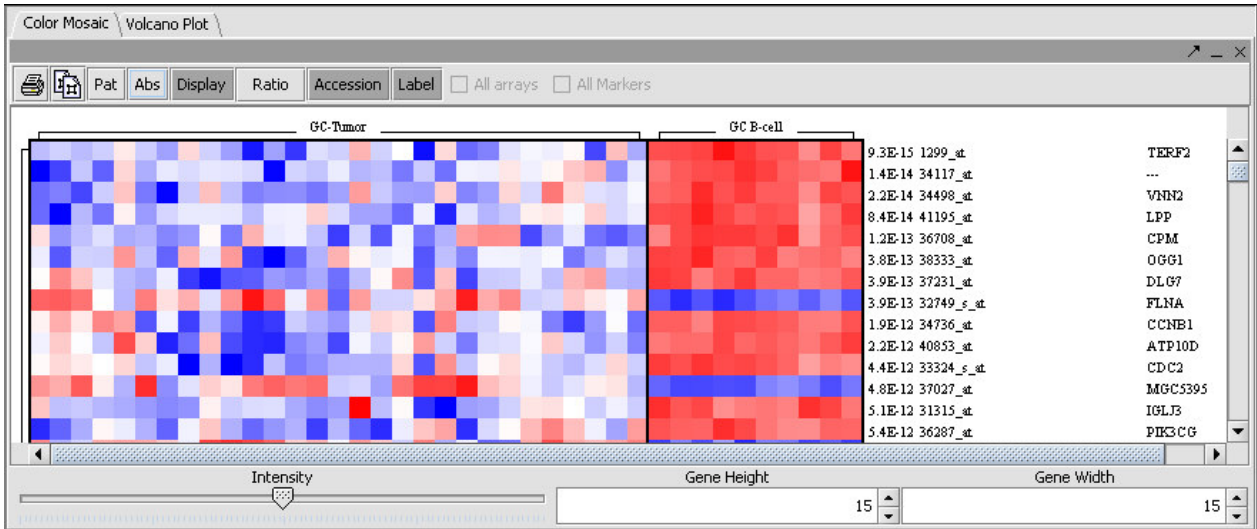 Color Mosaic Volcano Plot
Pat Abs Display Ratio Accession Label All arrays All Markers
GC-Tumor GC B-cell
9.3E-15 1299_at TERF2
1.4E-14 34117_at ---
2.2E-14 34498_at VNN2
8.4E-14 41195_at LPP
1.2E-13 36708_at CPM
3.8E-13 38333_at OGG1
3.9E-13 37231_at DLG7
3.9E-13 32749_s_at FLNA
1.9E-12 34736_at CCNB1
2.2E-12 40853_at ATP10D
4.4E-12 33324_s_at CDC2
4.8E-12 37027_at MGC5395
5.1E-12 31315_at IGLJ3
5.4E-12 36287_at PIK3CG
Intensity Gene Height Gene Width
15 15